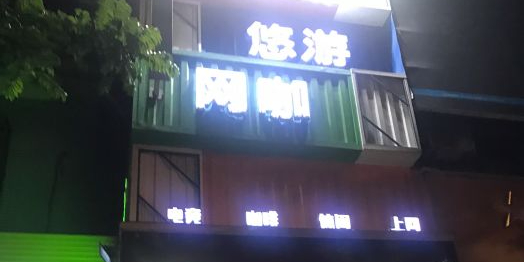 悠游
网咖
电竞 咖啡 休闲 上网